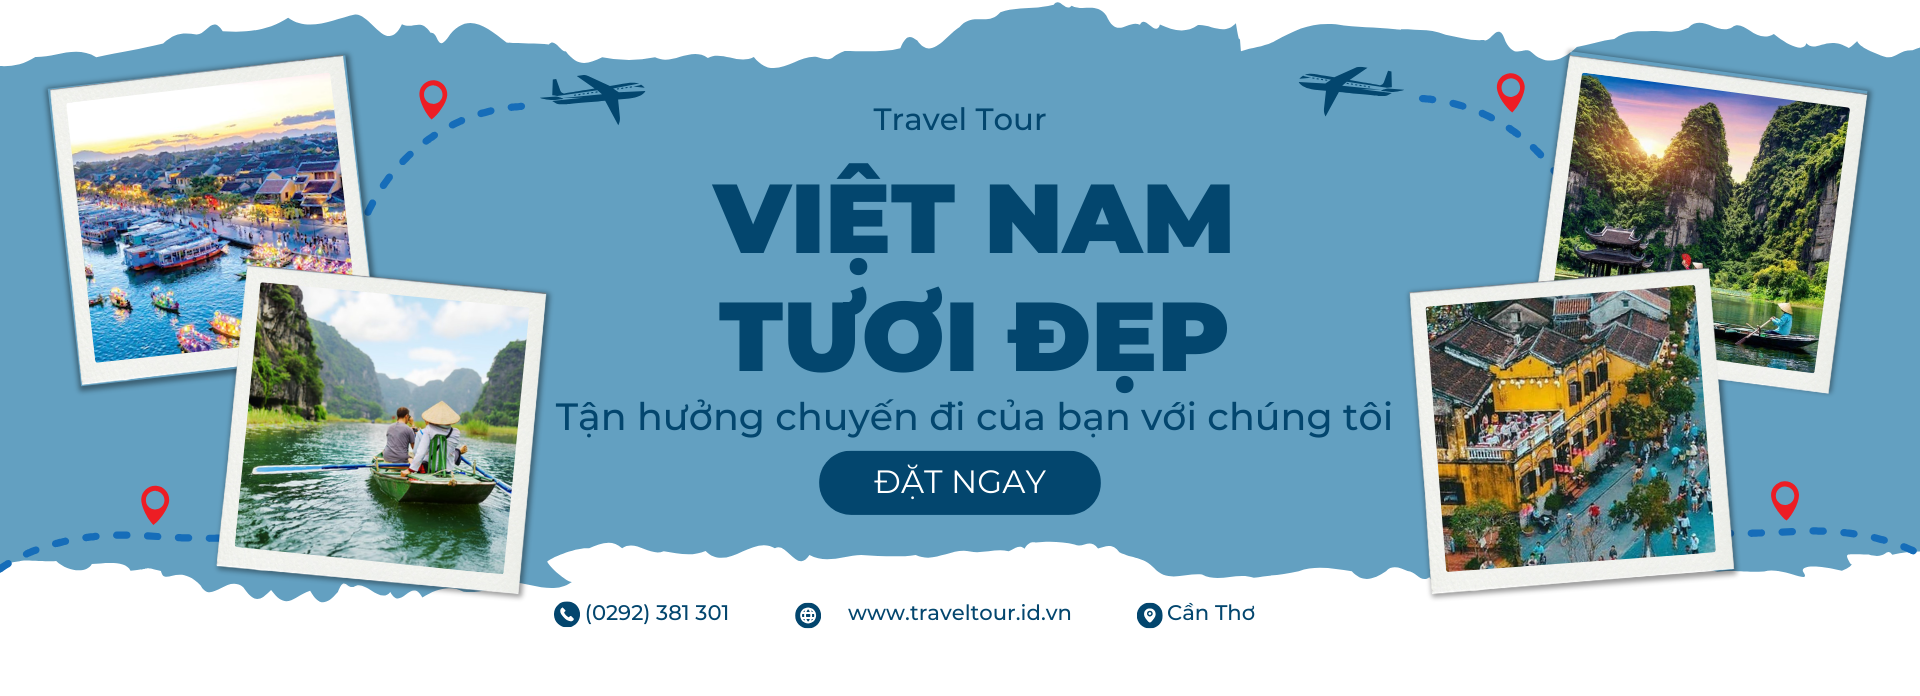 Travel Tour
VIỆT NAM
TƯƠI ĐẸP
Tận hưởng chuyến đi của bạn với chúng tôi
ĐẶT NGAY
(0292) 381 301
www.traveltour.id.vn
Cần Thơ